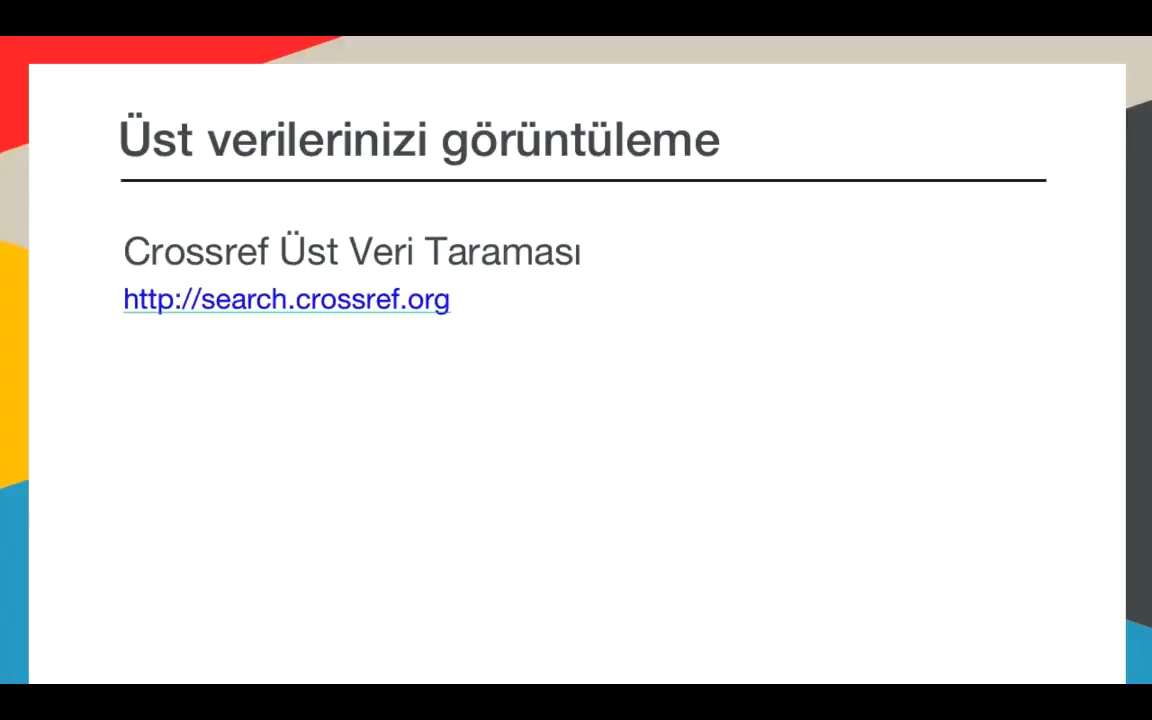 Üst verilerinizi görüntüleme
Crossref Üst Veri Taraması
http://search.crossref.org